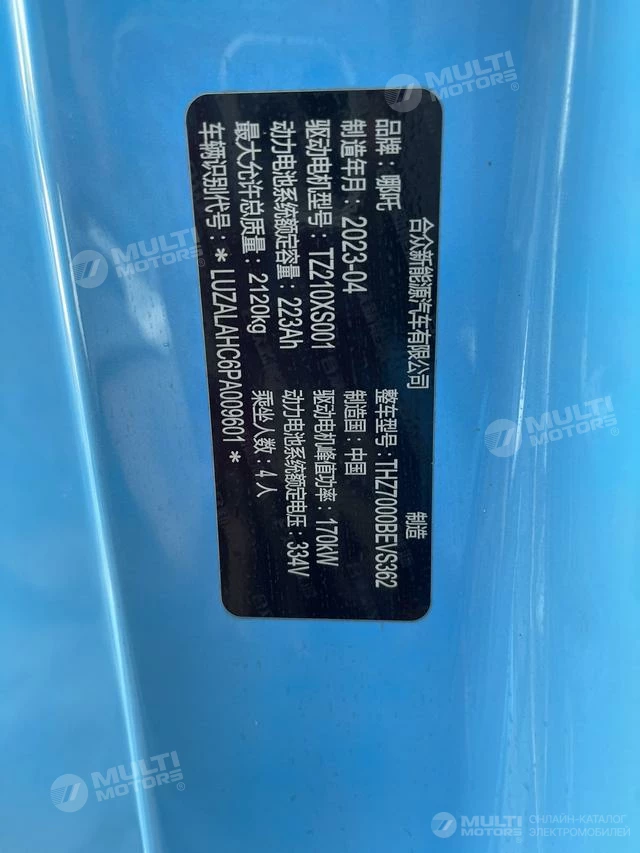 合众新能源汽车有限公司 制造
品牌：哪吒 整车型号：THZ7000BEVS362
制造年月：2023-04 制造国：中国
驱动电机型号：TZ210XS001 驱动电机峰值功率：170kW
动力电池系统额定容量：223Ah 动力电池系统额定电压：334V
最大允许总质量：2120kg 乘坐人数：4人
车辆识别代号：*LUZALAHC6PA009601*
MULTI MOTORS®
MULTI MOTORS®
MULTI MOTORS®
MULTI MOTORS®
MULTI MOTORS
ОНЛАЙН-КАТАЛОГ
ЭЛЕКТРОМОБИЛЕЙ